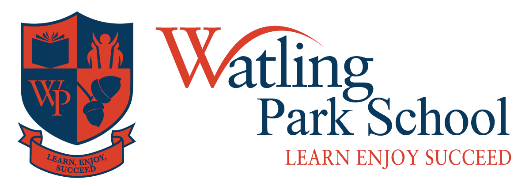 WP
LEARN, ENJOY,
SUCCEED
Watling
Park School
LEARN ENJOY SUCCEED